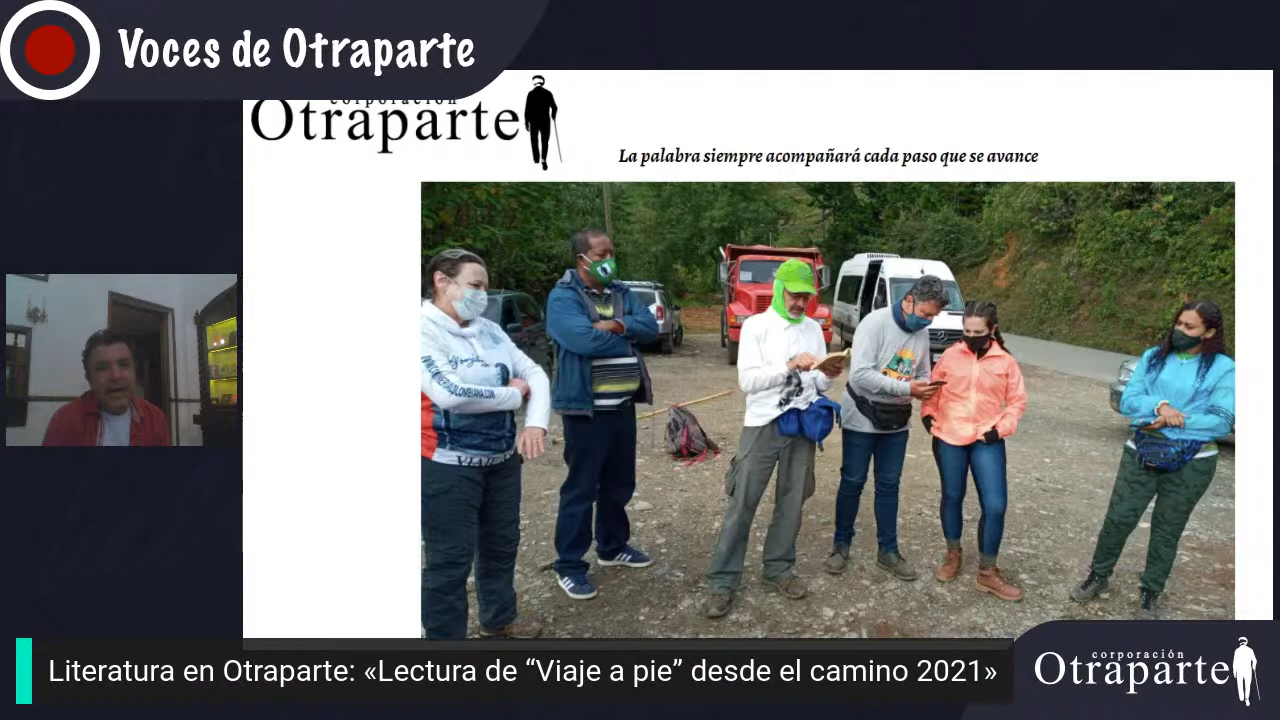 Voces de Otraparte
corporación
Otraparte
La palabra siempre acompañará cada paso que se avance
VIAJE
Literatura en Otraparte: «Lectura de “Viaje a pie” desde el camino 2021»
corporación
Otraparte